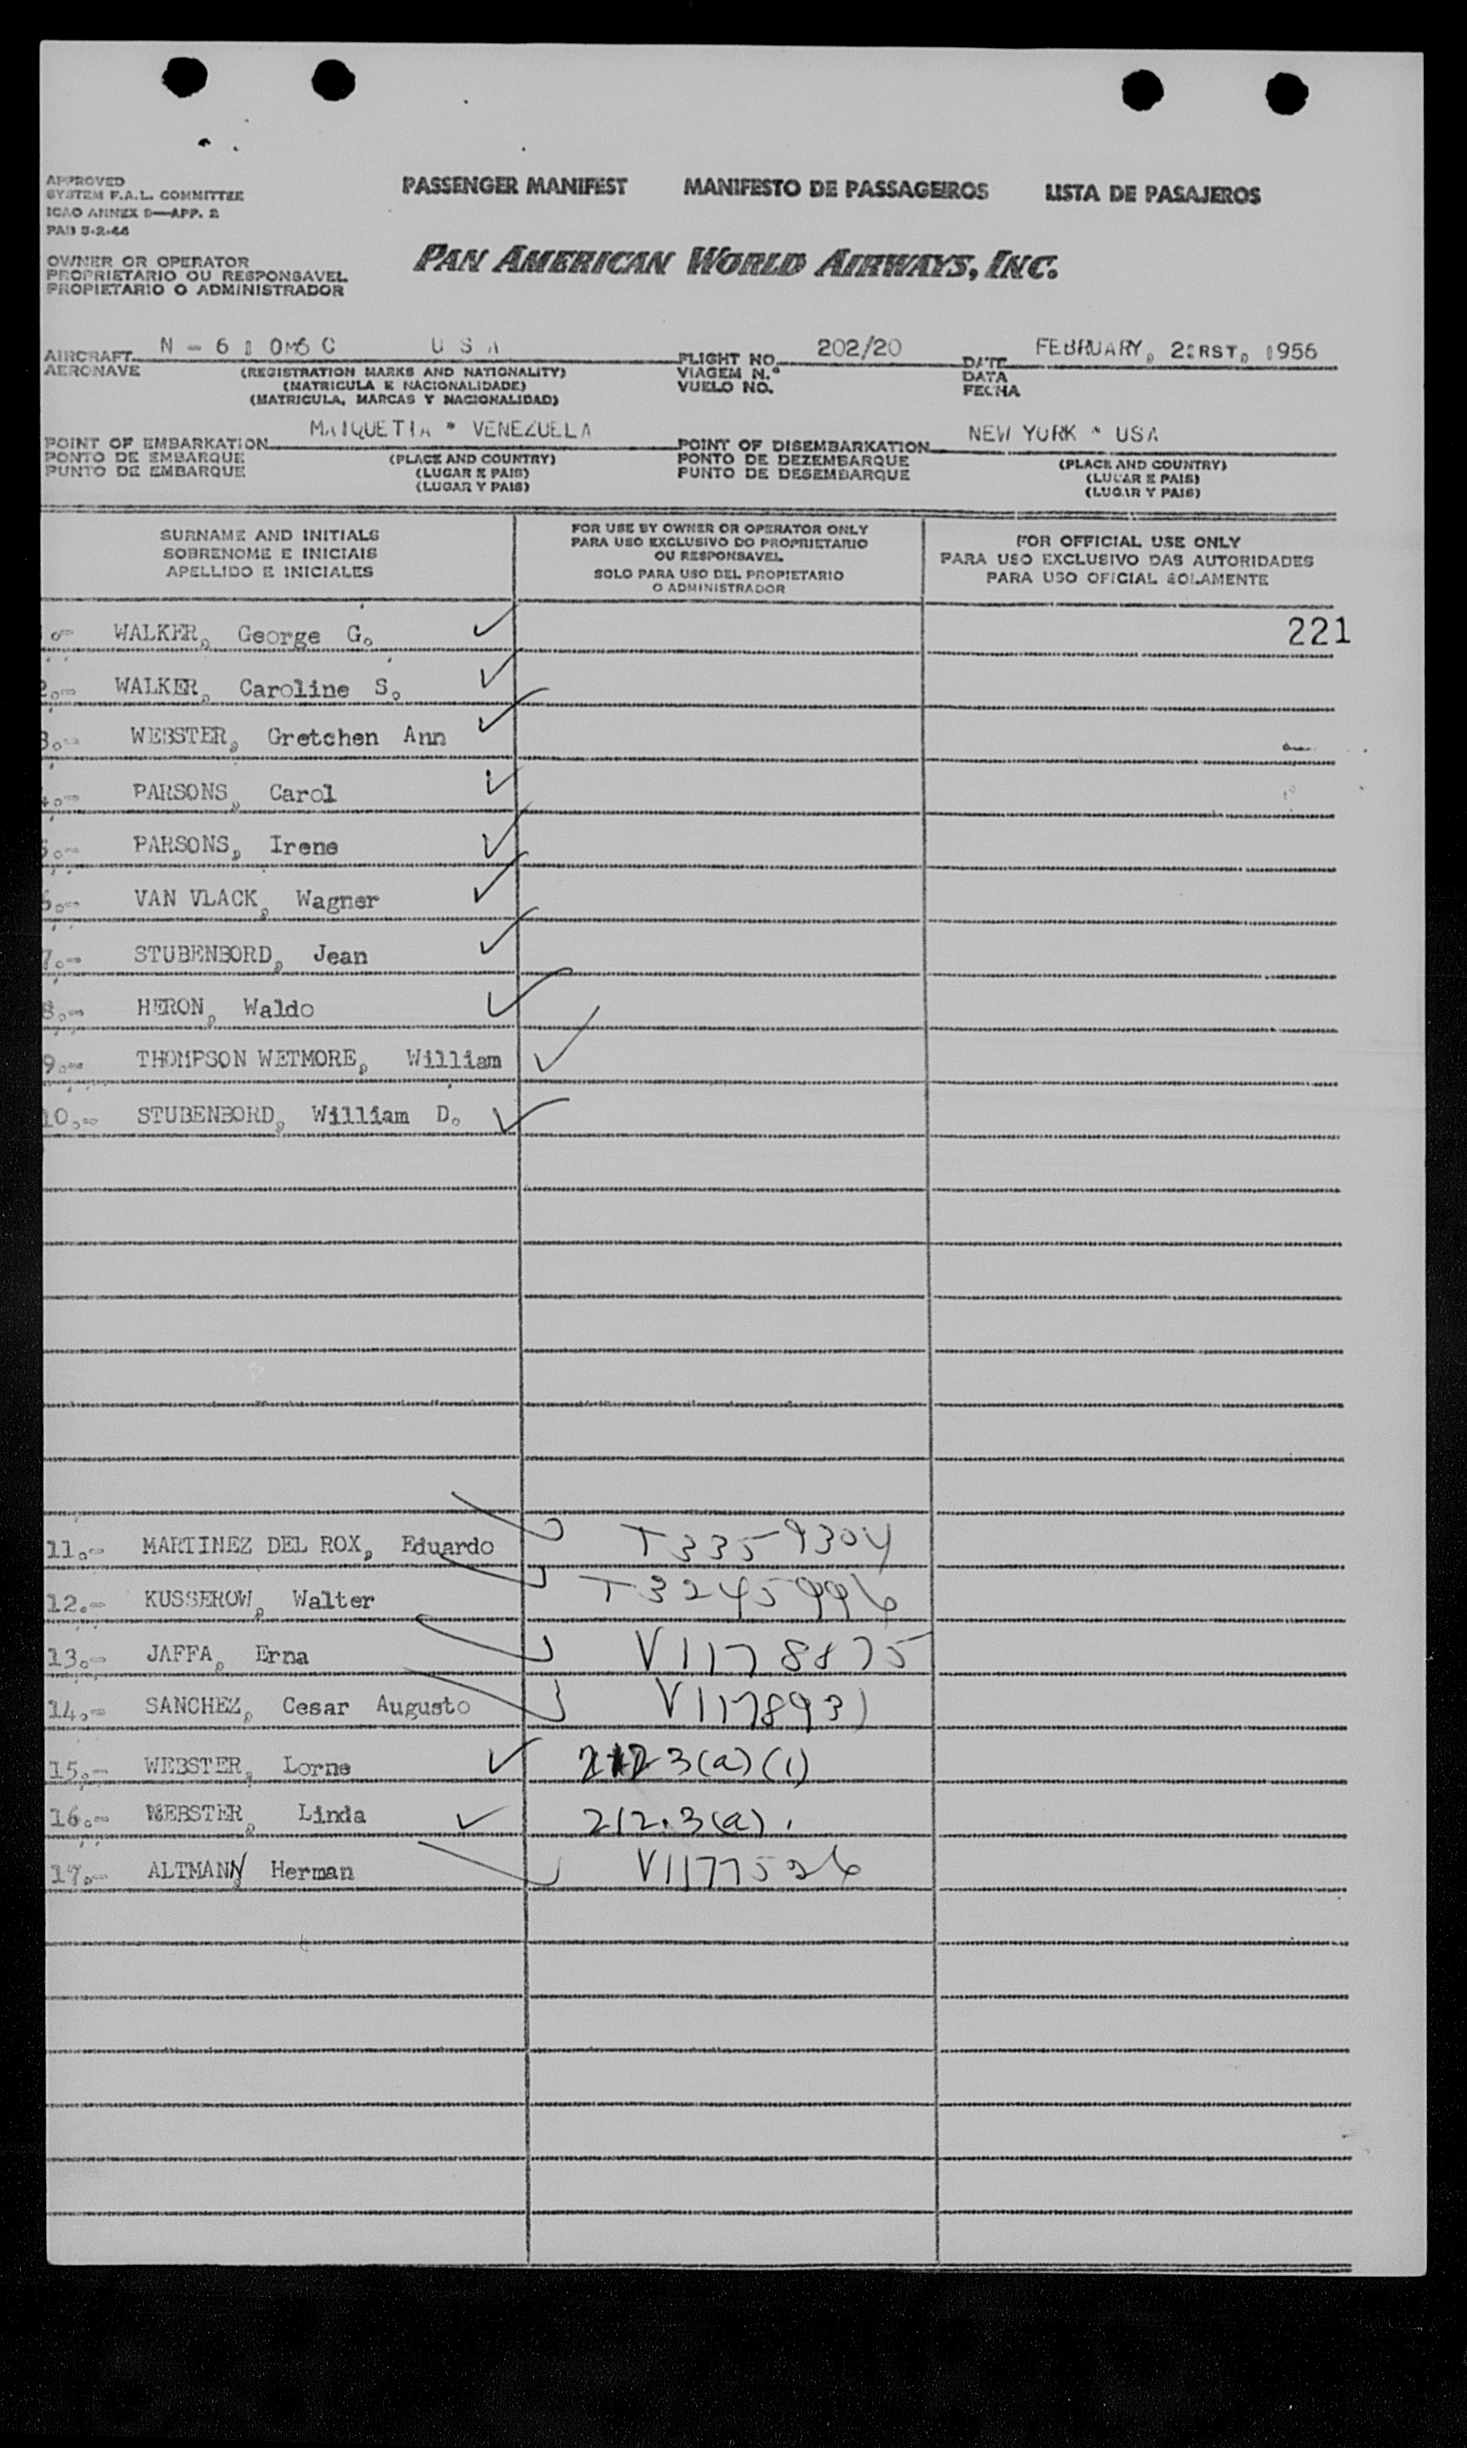 APPROVED
SYSTEM F.A.L. COMMITTEE
ICAO ANNEX 9—APP. 2
PAB 5-2-44
PASSENGER MANIFEST MANIFESTO DE PASSAGEIROS LISTA DE PASAJEROS
OWNER OR OPERATOR
PROPRIETARIO OU RESPONSAVEL
PROPIETARIO O ADMINISTRADOR
PAN AMERICAN WORLD AIRWAYS, INC.
AIRCRAFT USA
AERONAVE
(REGISTRATION MARKS AND NATIONALITY)
(MATRICULA E NACIONALIDADE)
(MATRICULA, MARCAS Y NACIONALIDAD)
FLIGHT NO. 202/20
VIAGEM N.º
VUELO NO.
DATE FEBRUARY, 1956
DATA
FECHA
POINT OF EMBARKATION MAIQUETIA * VENEZUELA
PONTO DE EMBARQUE
PUNTO DE EMBARQUE
(PLACE AND COUNTRY)
(LUGAR E PAIS)
(LUGAR Y PAIS)
POINT OF DISEMBARKATION NEW YORK * USA
PONTO DE DEZEMBARQUE
PUNTO DE DESEMBARQUE
(PLACE AND COUNTRY)
(LUGAR E PAIS)
(LUGAR Y PAIS)
SURNAME AND INITIALS
SOBRENOME E INICIAIS
APELLIDO E INICIALES
FOR USE BY OWNER OR OPERATOR ONLY
PARA USO EXCLUSIVO DO PROPRIETARIO
OU RESPONSAVEL
SOLO PARA USO DEL PROPIETARIO
O ADMINISTRADOR
FOR OFFICIAL USE ONLY
PARA USO EXCLUSIVO DAS AUTORIDADES
PARA USO OFICIAL SOLAMENTE
WALKER, George G. 221
2.- WALKER, Caroline S.
3.- WEBSTER, Gretchen Ann
4.- PARSONS, Carol
5.- PARSONS, Irene
6.- VAN VLACK, Wagner
7.- STUBENBORD, Jean
8.- HERON, Waldo
9.- THOMPSON WETMORE, William
10.- STUBENBORD, William D.
11.- MARTINEZ DEL ROX, Eduardo T3359304
12.- KUSSEROW, Walter T3245996
13.- JAFFA, Erna V1178875
14.- SANCHEZ, Cesar Augusto V1178931
15.- WEBSTER, Lorne 212 3(a)(1)
16.- WEBSTER, Linda 212.3(a).
17.- ALTMANN, Herman V1177526